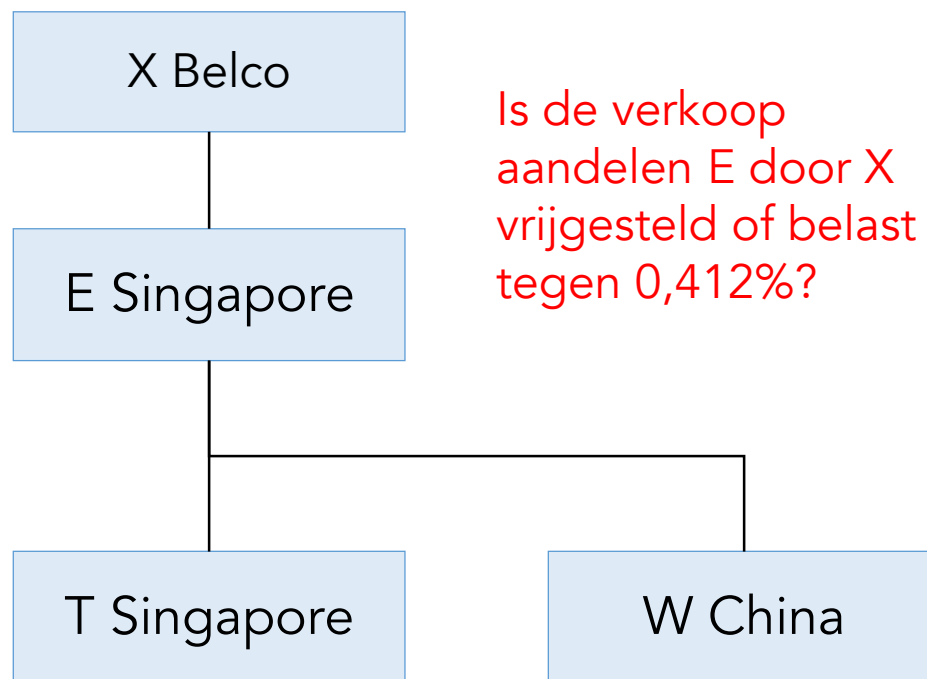 X Belco
Is de verkoop
aandelen E door X
vrijgesteld of belast
tegen 0,412%?
E Singapore
T Singapore
W China